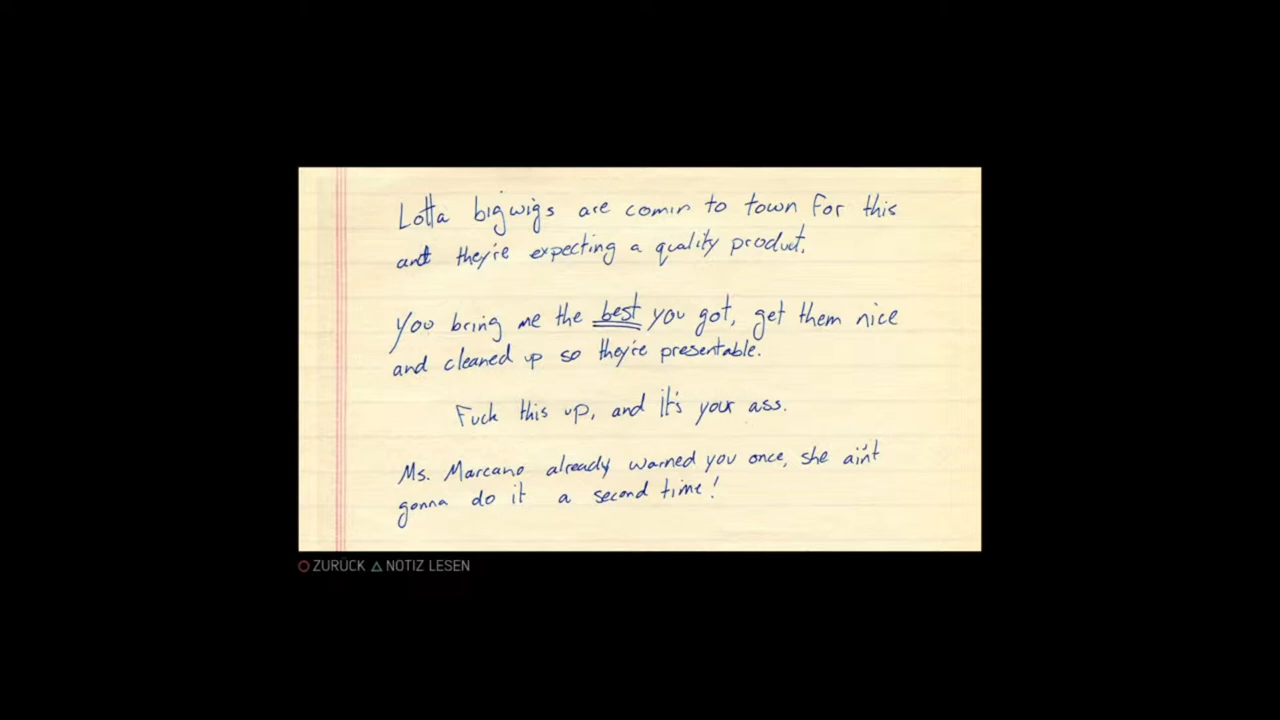 Lotta bigwigs are comin to town for this
and they're expecting a quality product.
You bring me the best you got, get them nice
and cleaned up so they're presentable.
Fuck this up, and it's your ass.
Ms. Marcano already warned you once, she ain't
gonna do it a second time!
ZURÜCK NOTIZ LESEN